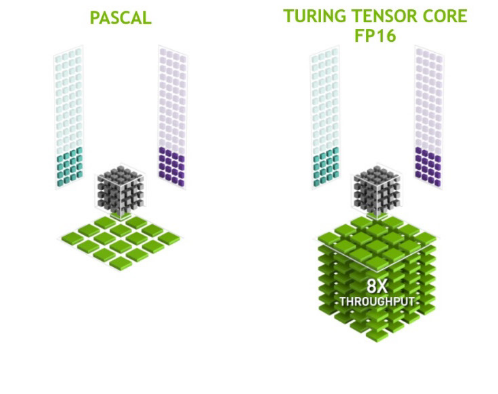 PASCAL
TURING TENSOR CORE
FP16
8X
-THROUGHPUT-